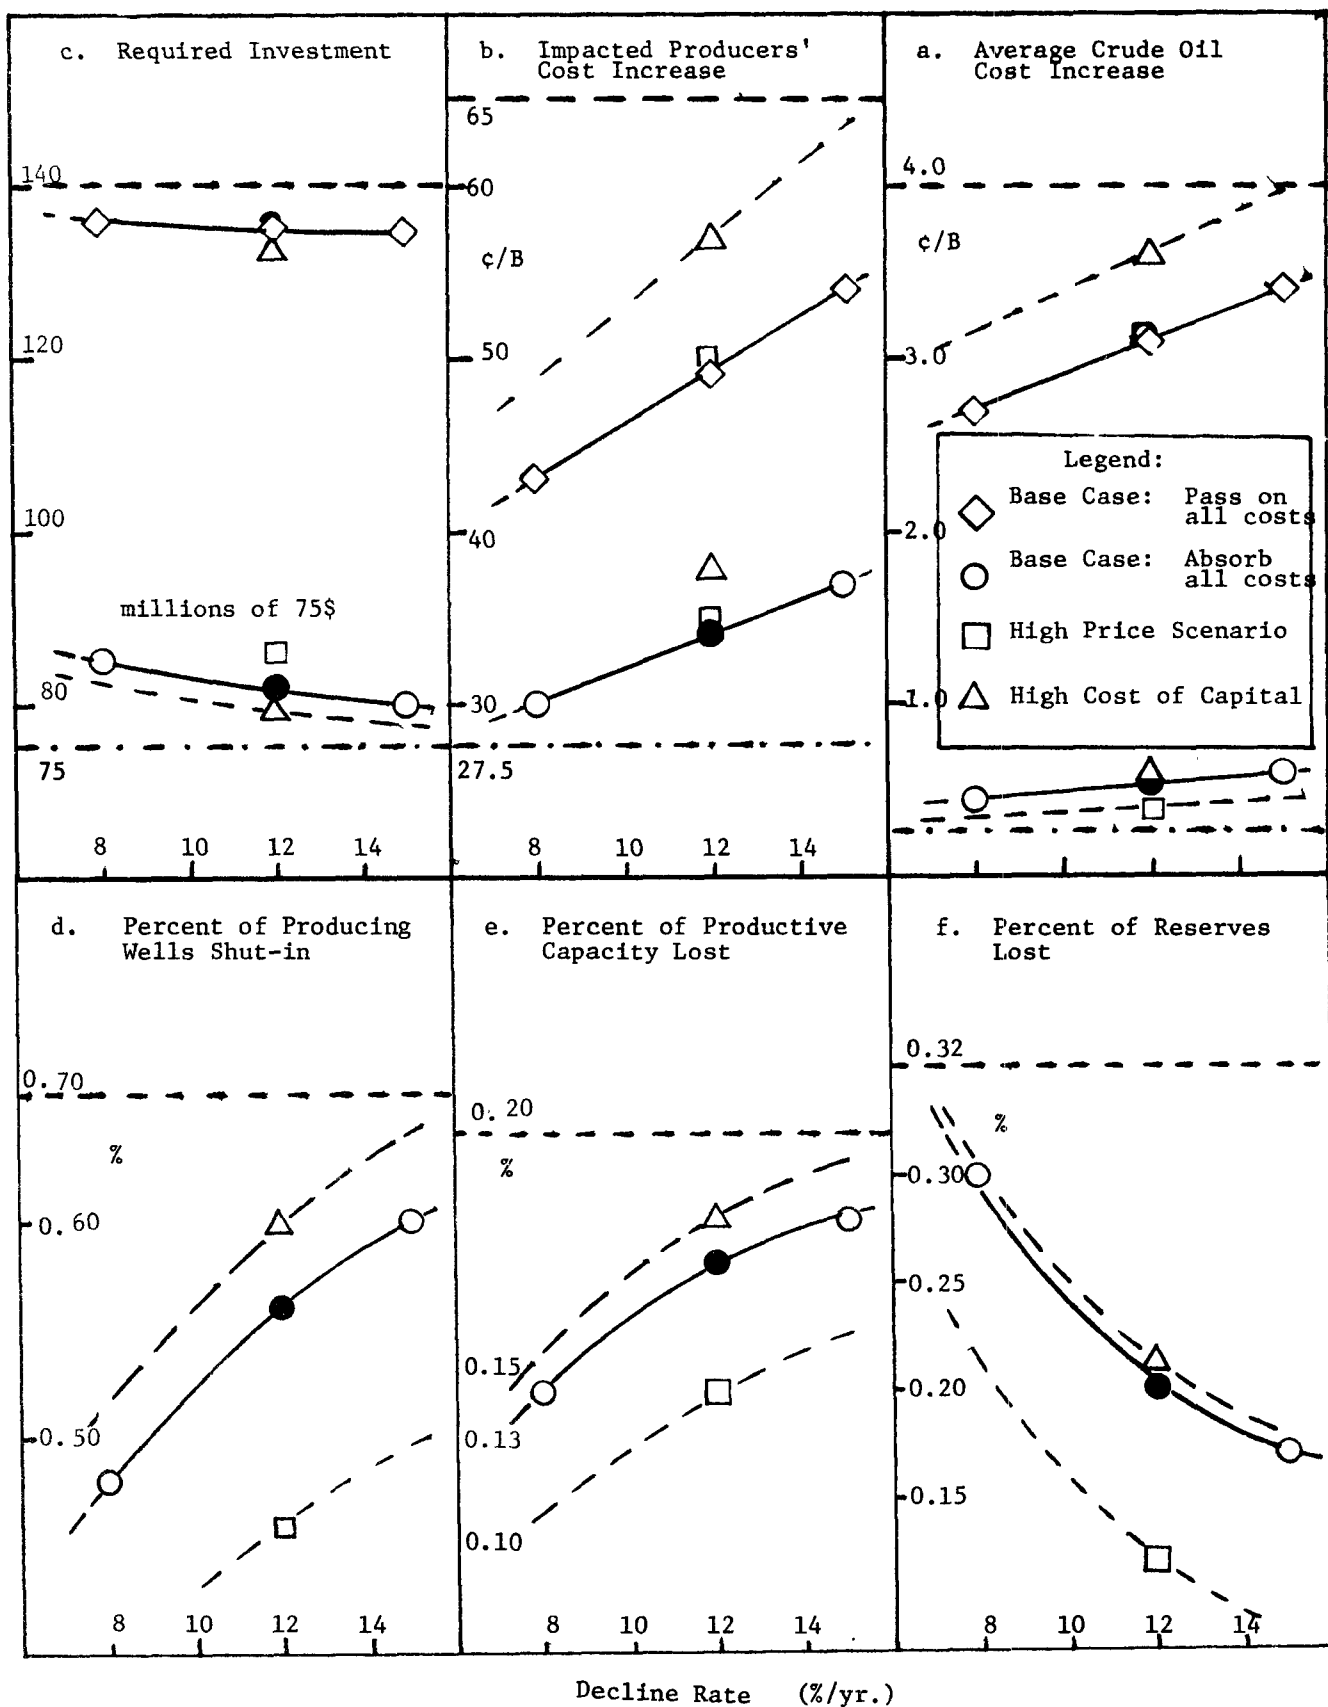 c. Required Investment
140
120
100
millions of 75$
80
75
8 10 12 14
b. Impacted Producers'
Cost Increase
65
60
¢/B
50
40
30
27.5
8 10 12 14
a. Average Crude Oil
Cost Increase
4.0
¢/B
3.0
2.0
1.0
Legend:
Base Case: Pass on
all costs
Base Case: Absorb
all costs
High Price Scenario
High Cost of Capital
d. Percent of Producing
Wells Shut-in
0.70
%
0.60
0.50
8 10 12 14
e. Percent of Productive
Capacity Lost
0.20
%
0.15
0.13
0.10
8 10 12 14
f. Percent of Reserves
Lost
0.32
%
0.30
0.25
0.20
0.15
8 10 12 14
Decline Rate (%/yr.)